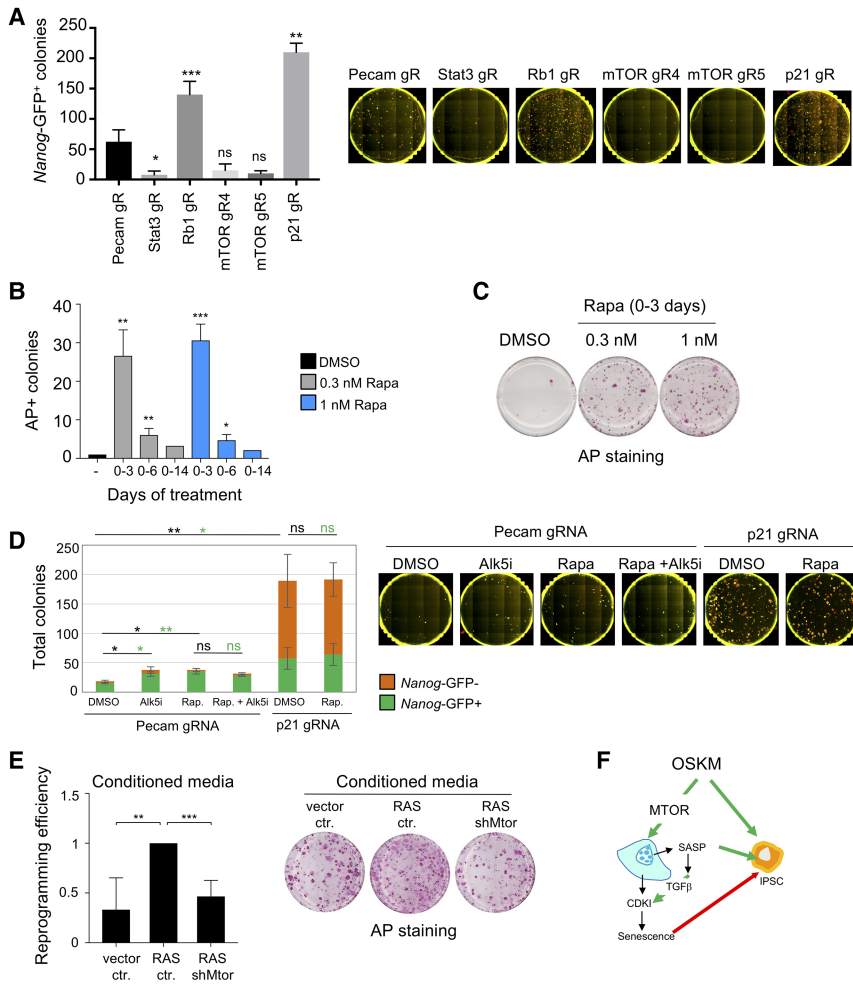 A
Nanog-GFP+ colonies
250
200
150
100
50
0
*
***
ns
ns
**
Pecam gR
Stat3 gR
Rb1 gR
mTOR gR4
mTOR gR5
p21 gR
Pecam gR
Stat3 gR
Rb1 gR
mTOR gR4
mTOR gR5
p21 gR
B
AP+ colonies
40
30
20
10
0
**
**
***
*
-
0-3
0-6
0-14
0-3
0-6
0-14
Days of treatment
DMSO
0.3 nM Rapa
1 nM Rapa
C
Rapa (0-3 days)
DMSO
0.3 nM
1 nM
AP staining
D
Total colonies
250
200
150
100
50
0
** *
ns ns
* **
* *
ns ns
DMSO
Alk5i
Rap.
Rap. + Alk5i
DMSO
Rap.
Pecam gRNA
p21 gRNA
Nanog-GFP-
Nanog-GFP+
Pecam gRNA
p21 gRNA
DMSO
Alk5i
Rapa
Rapa +Alk5i
DMSO
Rapa
E
Conditioned media
Reprogramming efficiency
1.5
1
0.5
0
**
***
vector
ctr.
RAS
ctr.
RAS
shMtor
Conditioned media
vector
ctr.
RAS
ctr.
RAS
shMtor
AP staining
F
OSKM
MTOR
SASP
TGFβ
CDKI
Senescence
IPSC